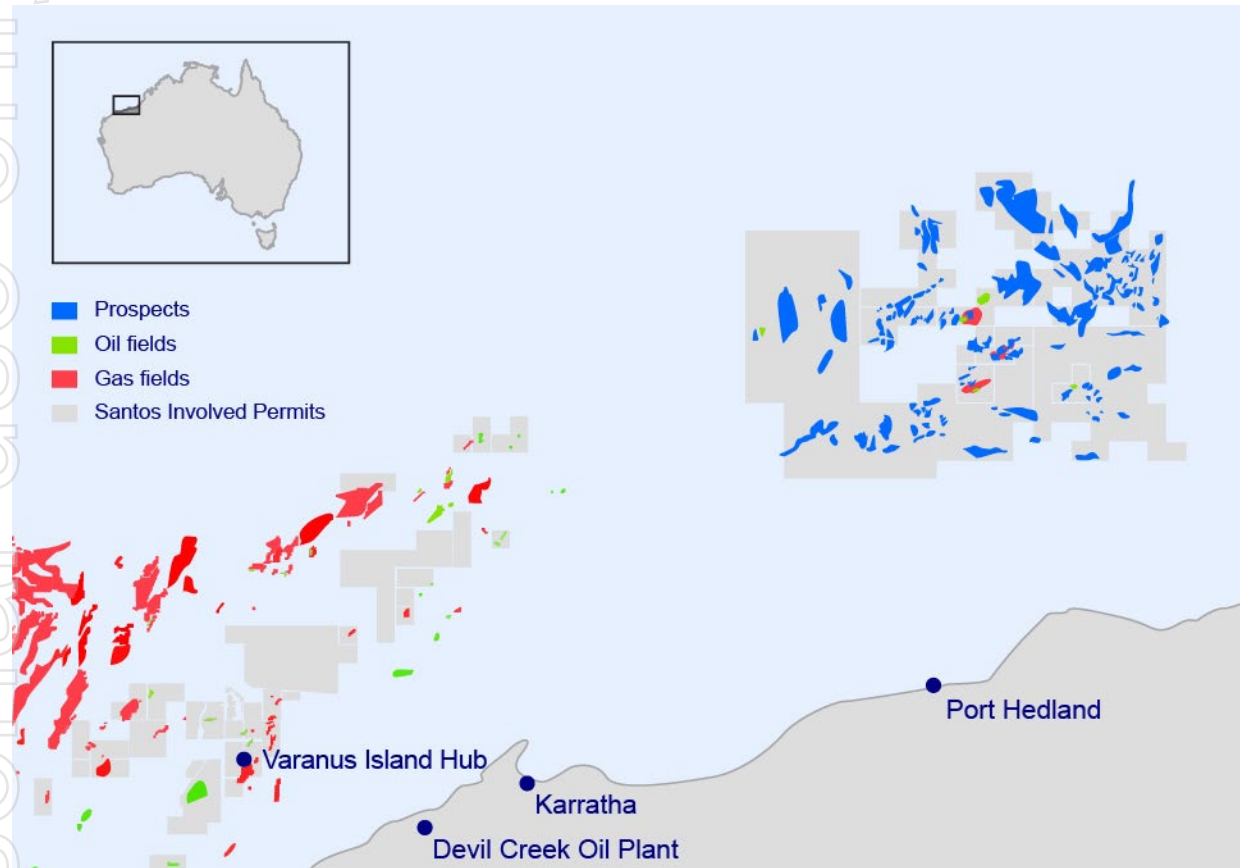 Prospects
Oil fields
Gas fields
Santos Involved Permits
Port Hedland
Varanus Island Hub
Karratha
Devil Creek Oil Plant